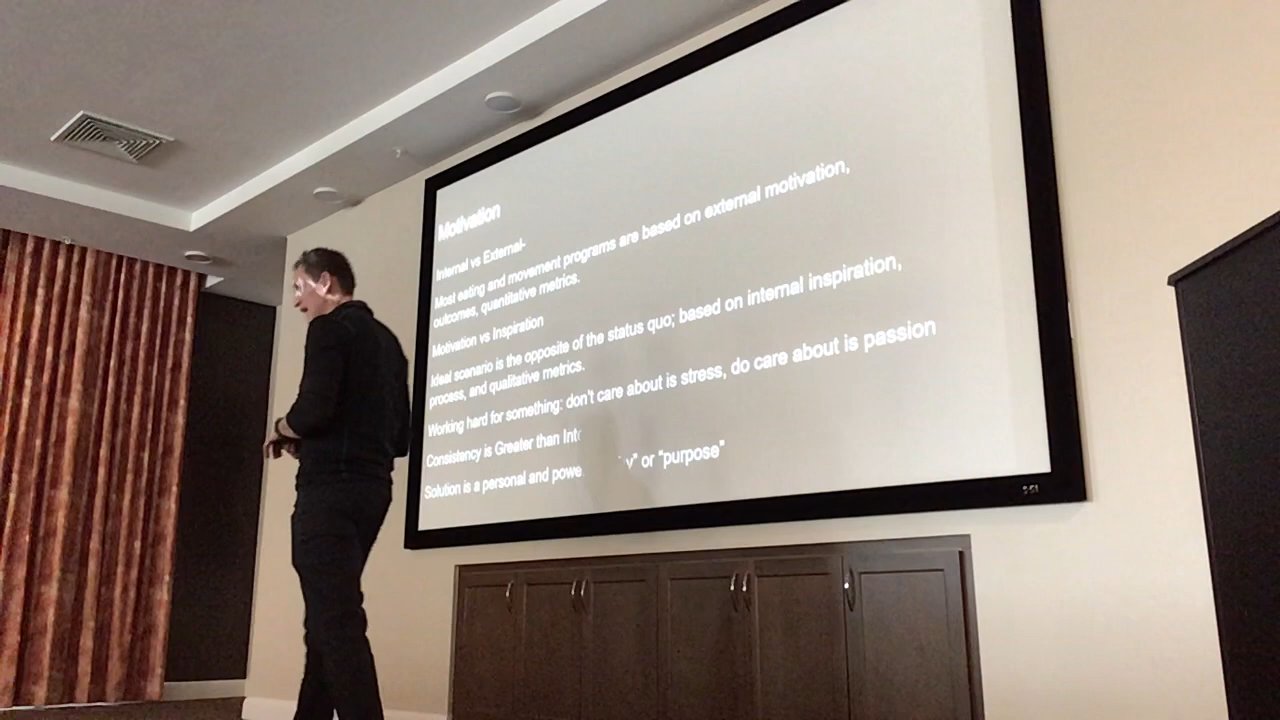 Motivation
Internal vs External-
Most eating and movement programs are based on external motivation,
outcomes, quantitative metrics.
Motivation vs Inspiration
Ideal scenario is the opposite of the status quo; based on internal inspiration,
process, and qualitative metrics.
Working hard for something: don't care about is stress, do care about is passion
Consistency is Greater than
Solution is a personal and or “purpose”